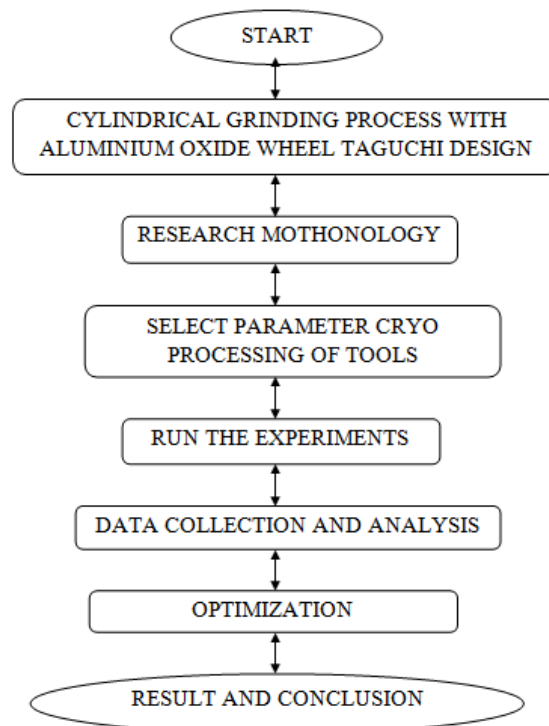 START
CYLINDRICAL GRINDING PROCESS WITH
ALUMINIUM OXIDE WHEEL TAGUCHI DESIGN
RESEARCH MOTHONOLOGY
SELECT PARAMETER CRYO
PROCESSING OF TOOLS
RUN THE EXPERIMENTS
DATA COLLECTION AND ANALYSIS
OPTIMIZATION
RESULT AND CONCLUSION